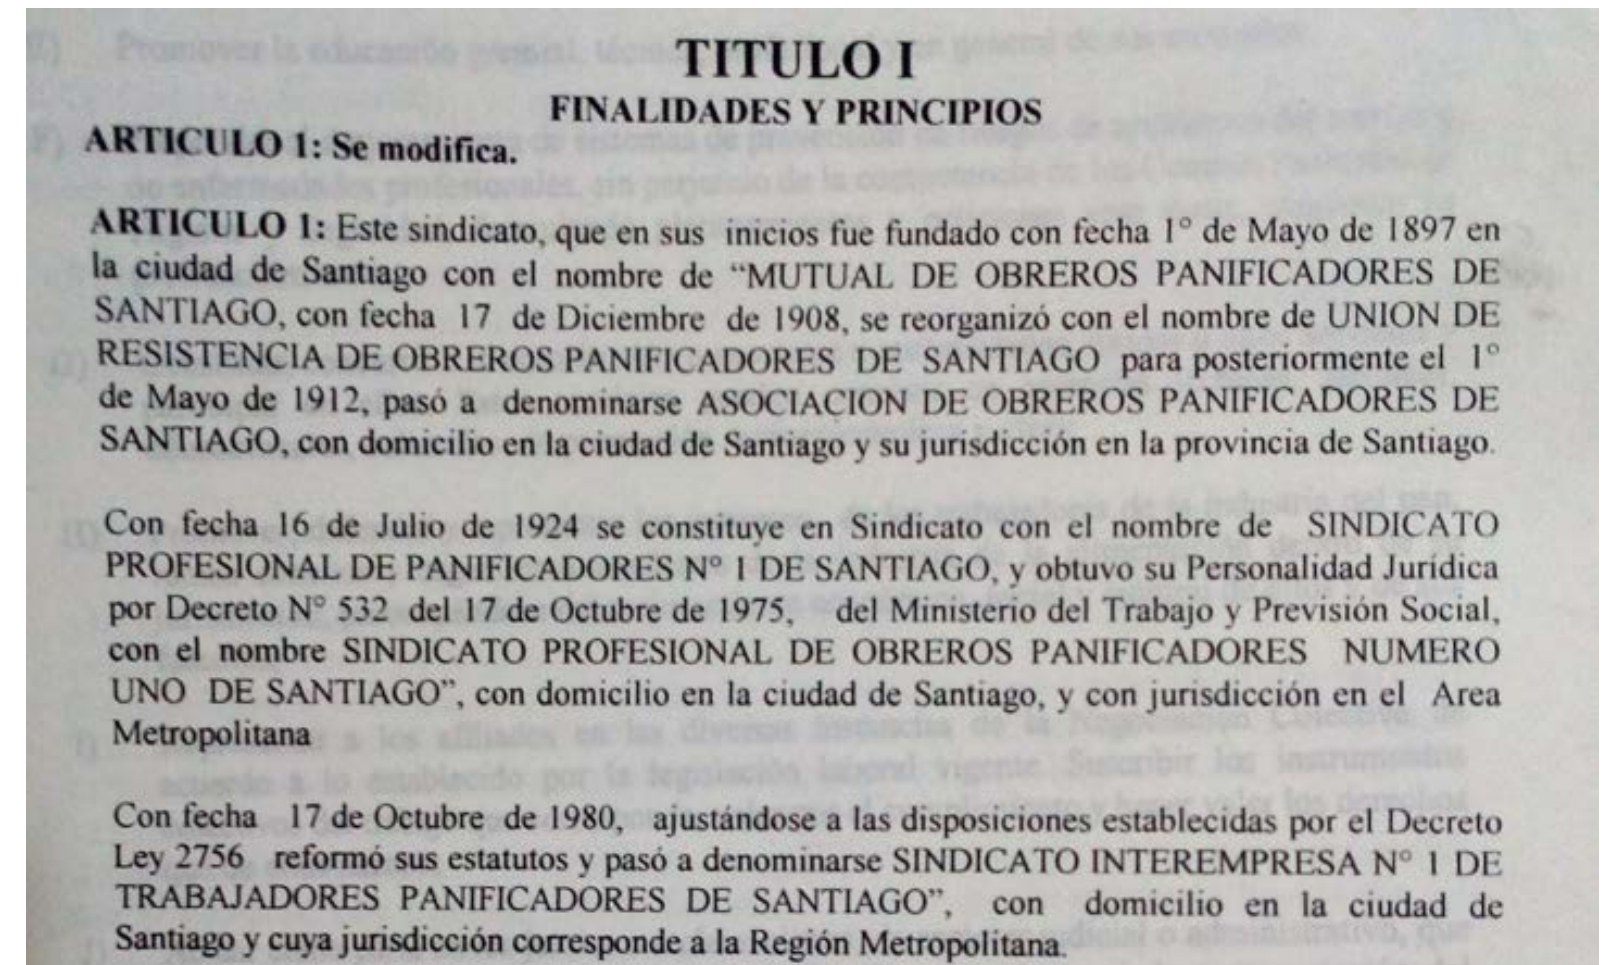 TITULO I
FINALIDADES Y PRINCIPIOS
ARTICULO 1: Se modifica.
ARTICULO 1: Este sindicato, que en sus inicios fue fundado con fecha 1° de Mayo de 1897 en
la ciudad de Santiago con el nombre de “MUTUAL DE OBREROS PANIFICADORES DE
SANTIAGO, con fecha 17 de Diciembre de 1908, se reorganizó con el nombre de UNION DE
RESISTENCIA DE OBREROS PANIFICADORES DE SANTIAGO para posteriormente el 1°
de Mayo de 1912, pasó a denominarse ASOCIACION DE OBREROS PANIFICADORES DE
SANTIAGO, con domicilio en la ciudad de Santiago y su jurisdicción en la provincia de Santiago.
Con fecha 16 de Julio de 1924 se constituye en Sindicato con el nombre de SINDICATO
PROFESIONAL DE PANIFICADORES N° 1 DE SANTIAGO, y obtuvo su Personalidad Jurídica
por Decreto N° 532 del 17 de Octubre de 1975, del Ministerio del Trabajo y Previsión Social,
con el nombre SINDICATO PROFESIONAL DE OBREROS PANIFICADORES NUMERO
UNO DE SANTIAGO”, con domicilio en la ciudad de Santiago, y con jurisdicción en el Area
Metropolitana
Con fecha 17 de Octubre de 1980, ajustándose a las disposiciones establecidas por el Decreto
Ley 2756 reformó sus estatutos y pasó a denominarse SINDICATO INTEREMPRESA N° 1 DE
TRABAJADORES PANIFICADORES DE SANTIAGO”, con domicilio en la ciudad de
Santiago y cuya jurisdicción corresponde a la Región Metropolitana.